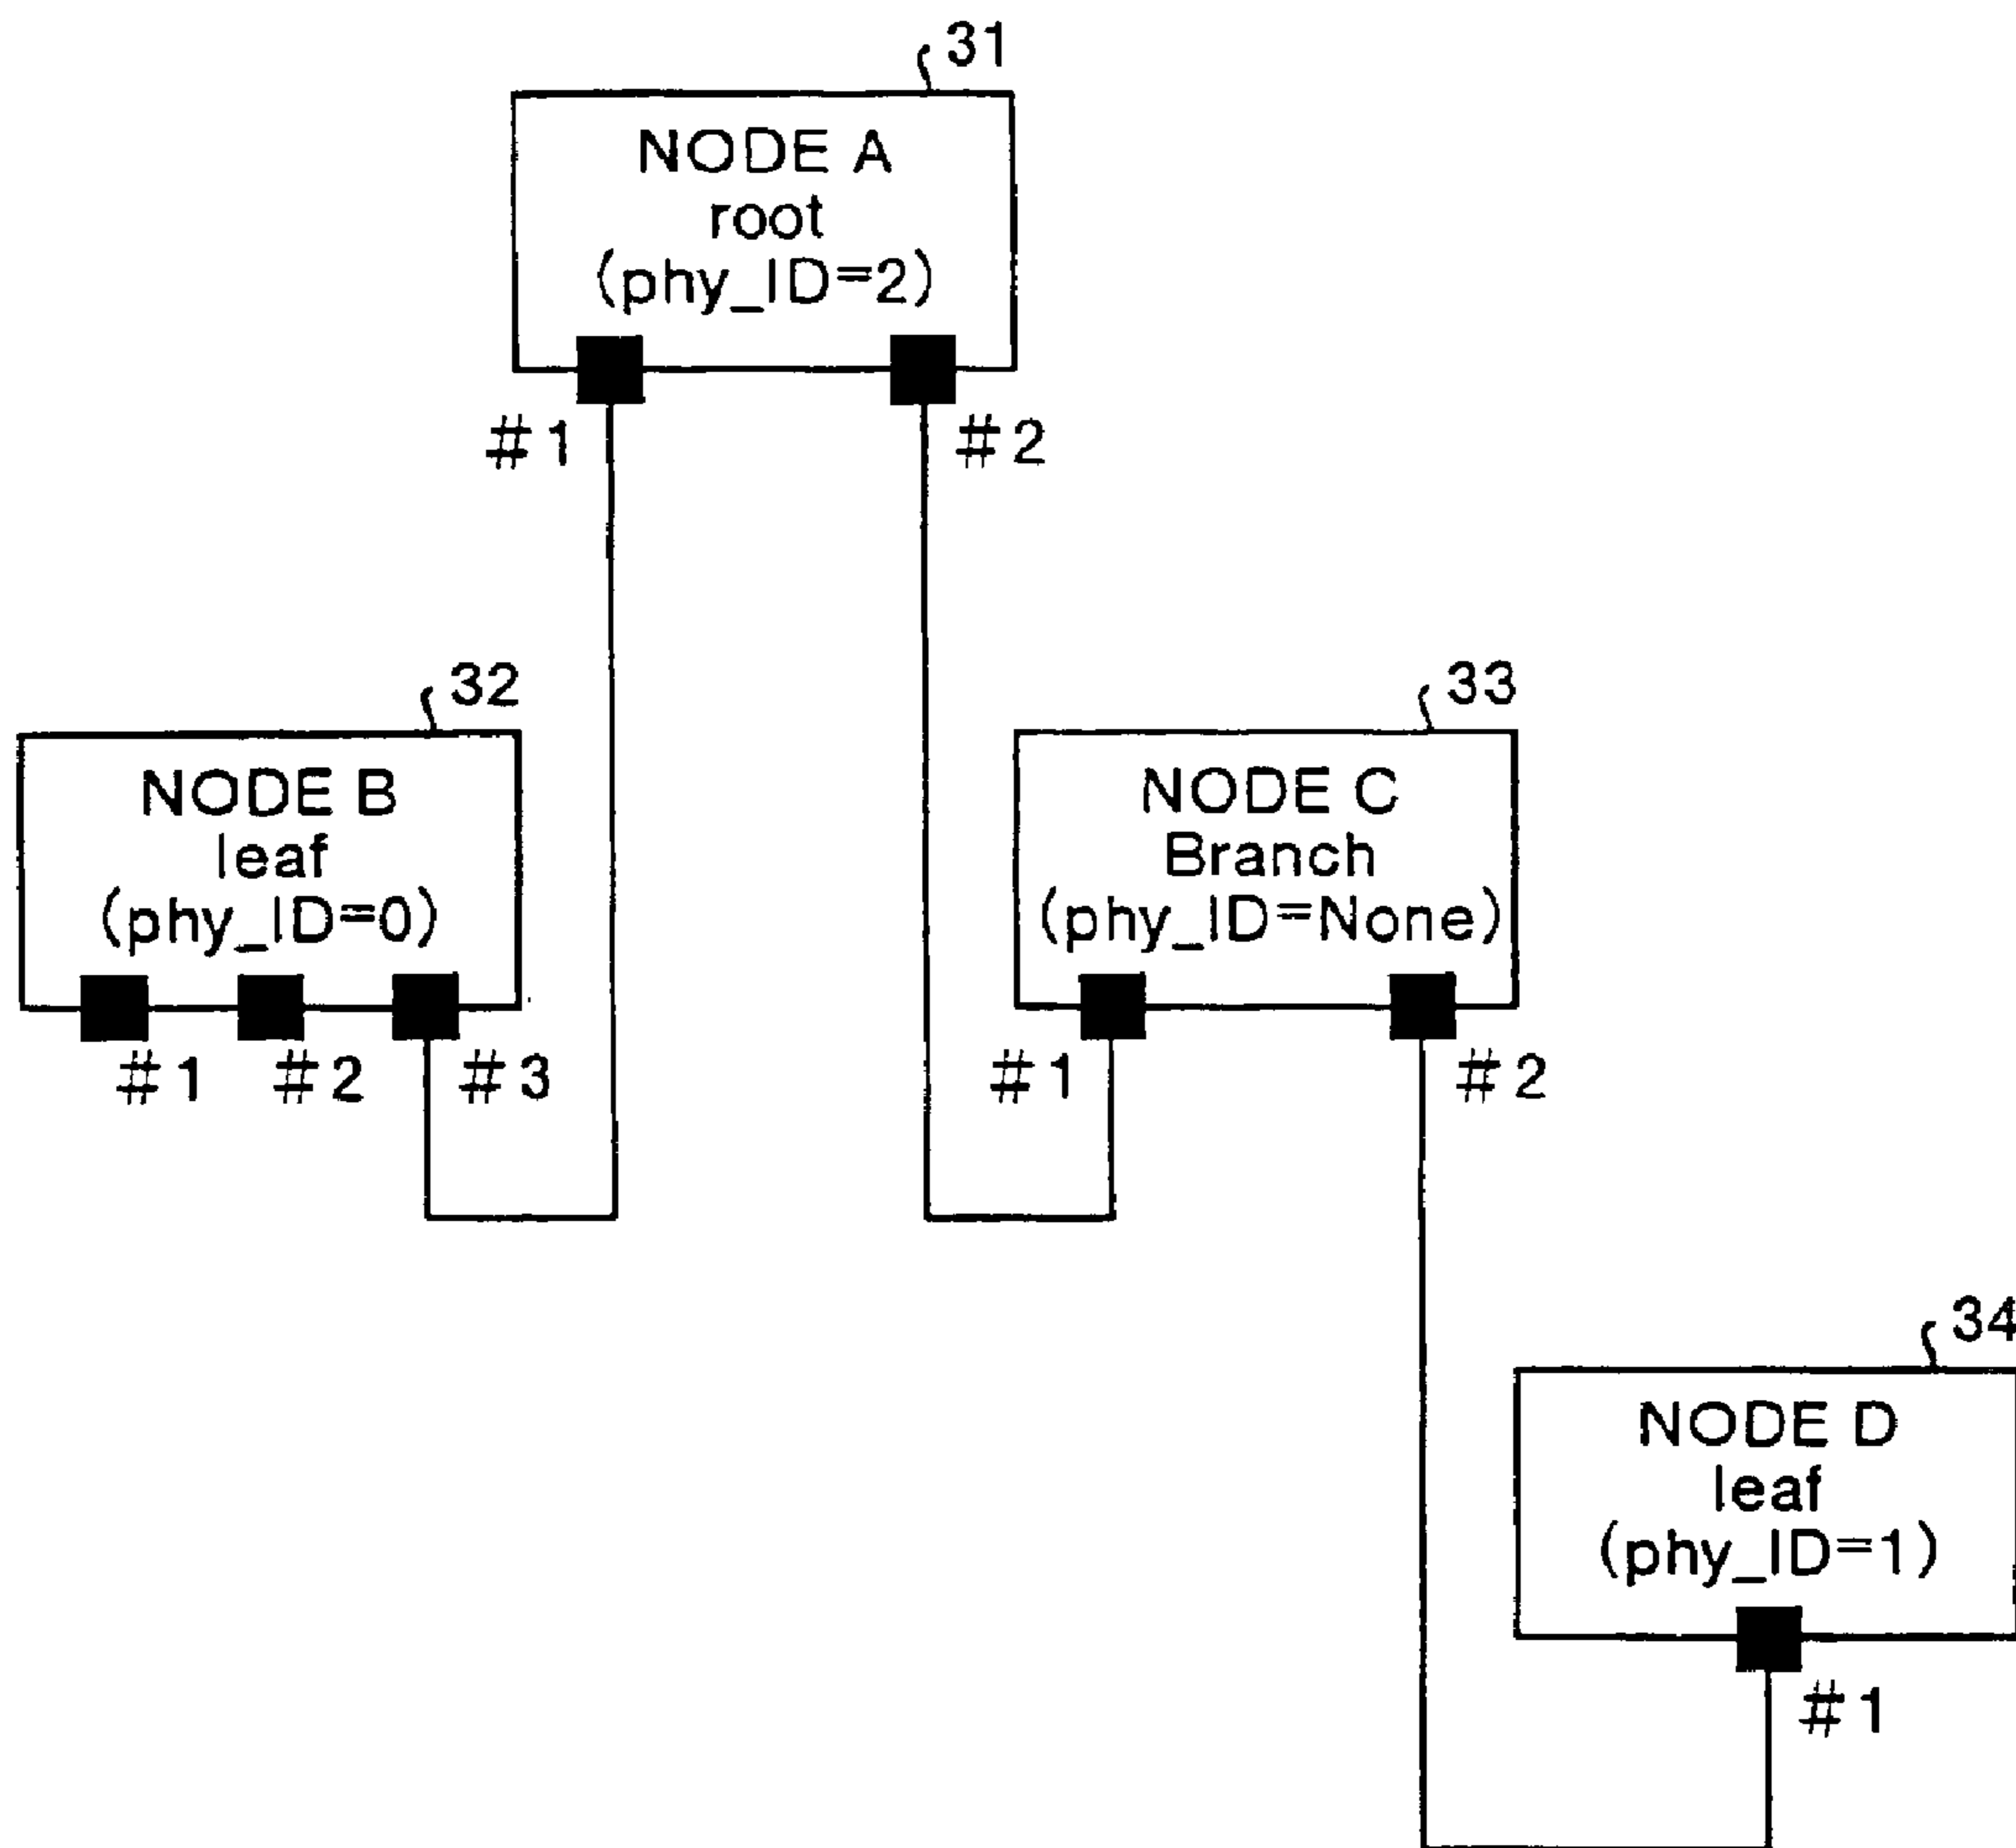 31
NODE A
root
(phy_ID=2)
#1
#2
32
NODE B
leaf
(phy_ID=0)
#1 #2 #3
33
NODE C
Branch
(phy_ID=None)
#1
#2
34
NODE D
leaf
(phy_ID=1)
#1